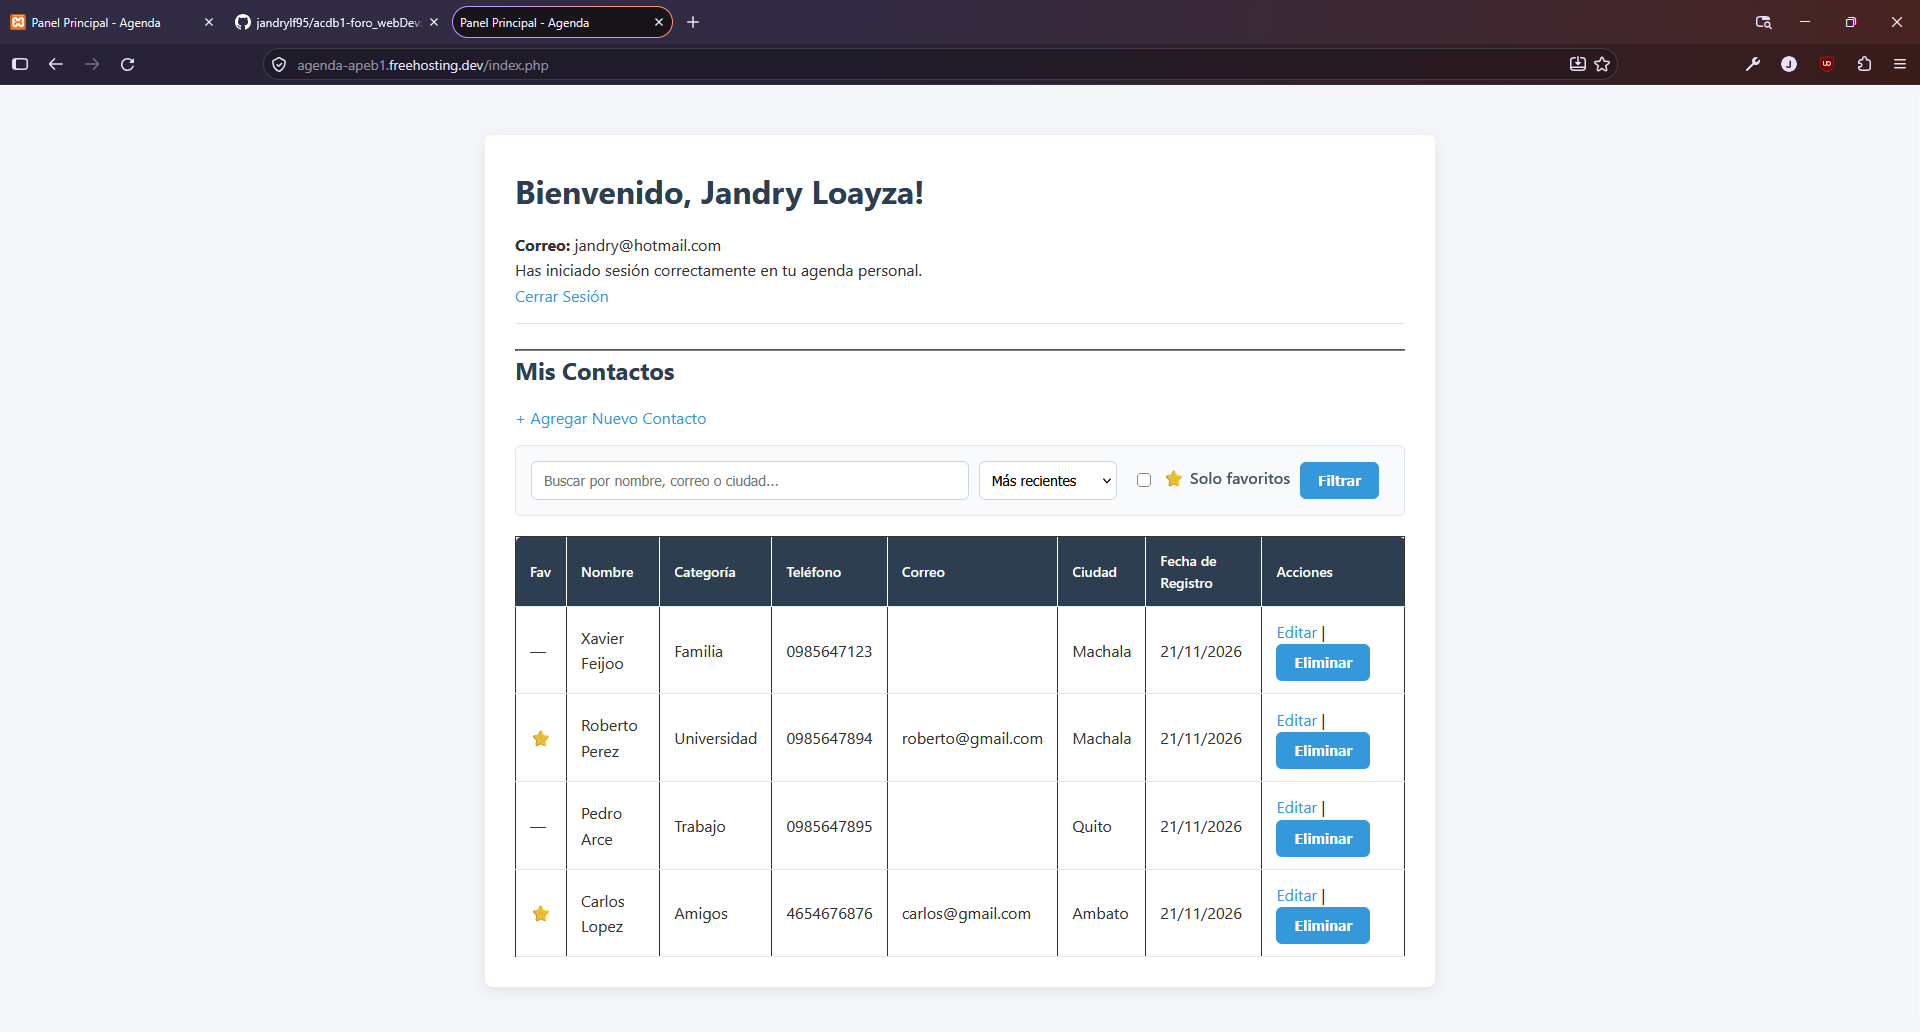 Panel Principal - Agenda
jandrylf95/acdb1-foro_webDev
Panel Principal - Agenda
agenda-apeb1.freehosting.dev/index.php
J
UD
Bienvenido, Jandry Loayza!
Correo: jandry@hotmail.com
Has iniciado sesión correctamente en tu agenda personal.
Cerrar Sesión
Mis Contactos
+ Agregar Nuevo Contacto
Buscar por nombre, correo o ciudad...
Más recientes
Solo favoritos
Filtrar
Fav Nombre Categoría Teléfono Correo Ciudad Fecha de Registro Acciones
— Xavier Feijoo Familia 0985647123 Machala 21/11/2026 Editar | Eliminar
Roberto Perez Universidad 0985647894 roberto@gmail.com Machala 21/11/2026 Editar | Eliminar
— Pedro Arce Trabajo 0985647895 Quito 21/11/2026 Editar | Eliminar
Carlos Lopez Amigos 4654676876 carlos@gmail.com Ambato 21/11/2026 Editar | Eliminar